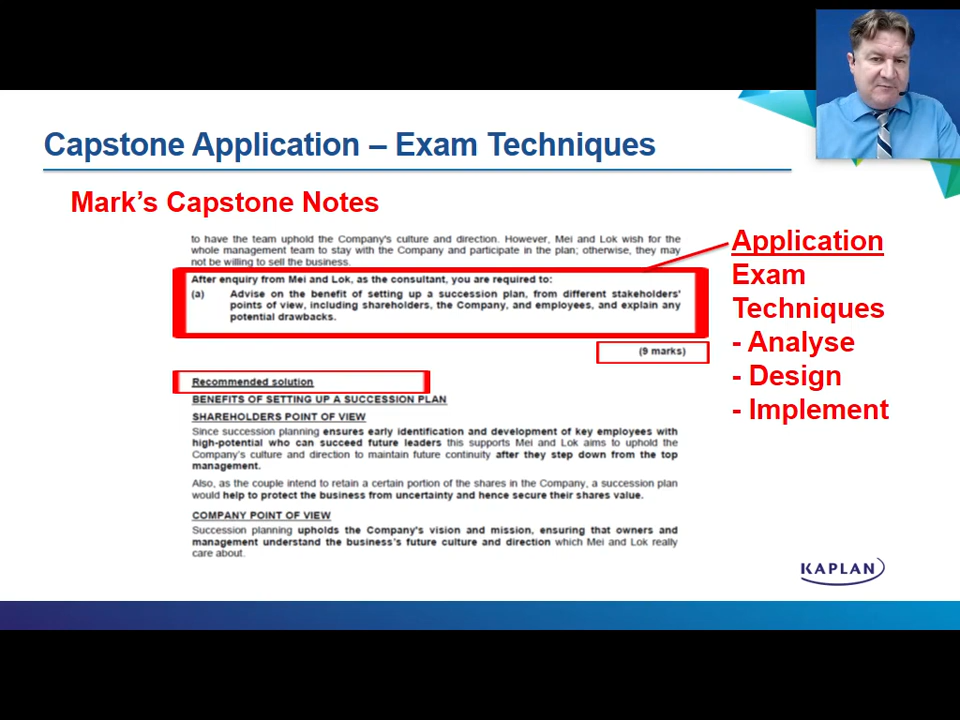 Capstone Application – Exam Techniques
Mark's Capstone Notes
to have the team uphold the Company's culture and direction. However, Mei and Lok wish for the
whole management team to stay with the Company and participate in the plan; otherwise, they may
not be willing to sell the business.
After enquiry from Mei and Lok, as the consultant, you are required to:
(a) Advise on the benefit of setting up a succession plan, from different stakeholders'
points of view, including shareholders, the Company, and employees, and explain any
potential drawbacks.
(9 marks)
Recommended solution
BENEFITS OF SETTING UP A SUCCESSION PLAN
SHAREHOLDERS POINT OF VIEW
Since succession planning ensures early identification and development of key employees with
high-potential who can succeed future leaders this supports Mei and Lok aims to uphold the
Company's culture and direction to maintain future continuity after they step down from the top
management.
Also, as the couple intend to retain a certain portion of the shares in the Company, a succession plan
would help to protect the business from uncertainty and hence secure their shares value.
COMPANY POINT OF VIEW
Succession planning upholds the Company's vision and mission, ensuring that owners and
management understand the business's future culture and direction which Mei and Lok really
care about.
Application
Exam
Techniques
- Analyse
- Design
- Implement
KAPLAN